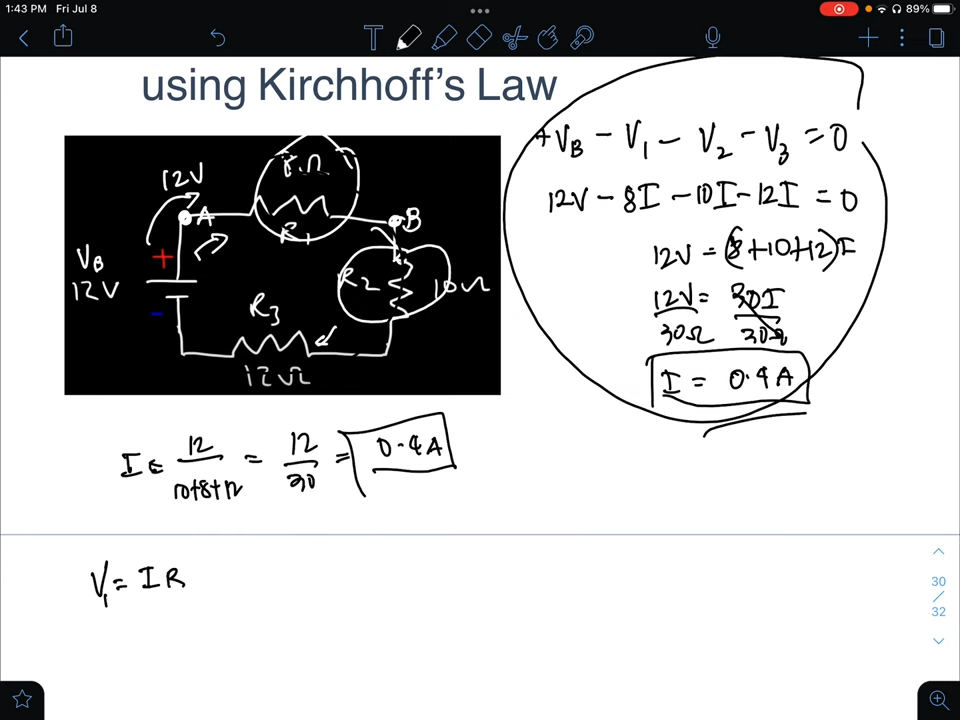 1:43 PM Fri Jul 8
89%
using Kirchhoff's Law
+VB - V1 - V2 - V3 = 0
12V - 8I - 10I - 12I = 0
12V = (8+10+12)I
12V = 30I
30Ω 30Ω
I = 0.4A
12V
8Ω
A
R1
B
VB
12V
+
-
R2
10Ω
R3
12Ω
I = 12 = 12 = 0.4A
10+8+12 30
V1 = IR
30
/
32